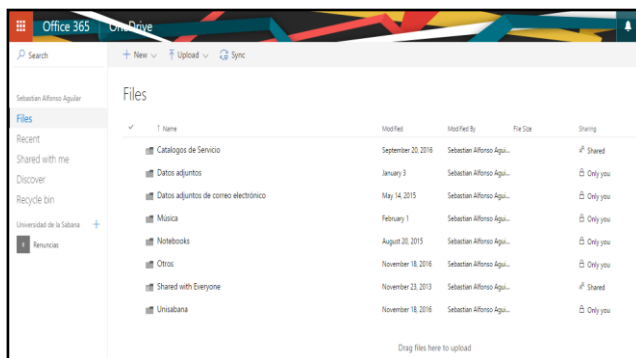 Office 365 OneDrive
Search
+ New Upload Sync
Sebastian Alfonso Aguilar
Files
Recent
Shared with me
Discover
Recycle bin
Universidad de la Sabana +
R Renuncias
Files
Name Modified Modified By File Size Sharing
Catalogos de Servicio September 20, 2016 Sebastian Alfonso Agui... Shared
Datos adjuntos January 3 Sebastian Alfonso Agui... Only you
Datos adjuntos de correo electrónico May 14, 2015 Sebastian Alfonso Agui... Only you
Música February 1 Sebastian Alfonso Agui... Only you
Notebooks August 20, 2015 Sebastian Alfonso Agui... Only you
Otros November 18, 2016 Sebastian Alfonso Agui... Only you
Shared with Everyone November 23, 2013 Sebastian Alfonso Agui... Shared
Unisabana November 18, 2016 Sebastian Alfonso Agui... Only you
Drag files here to upload